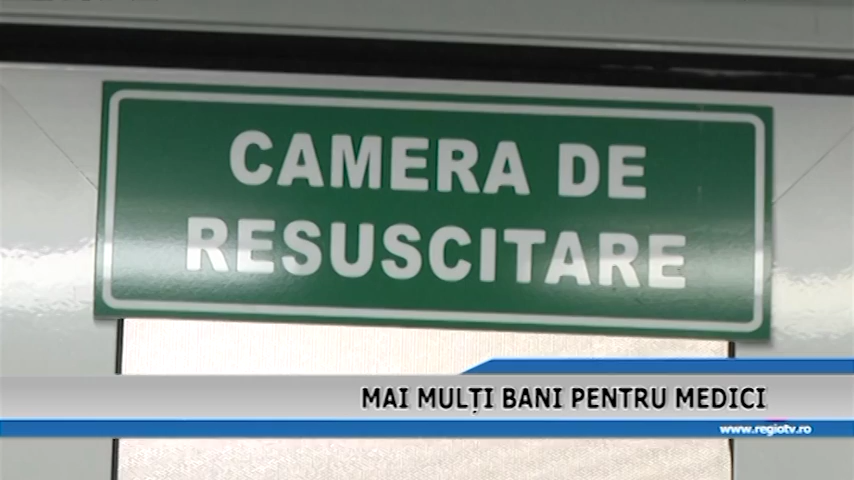 CAMERA DE
RESUSCITARE
MAI MULȚI BANI PENTRU MEDICI
www.regiotv.ro